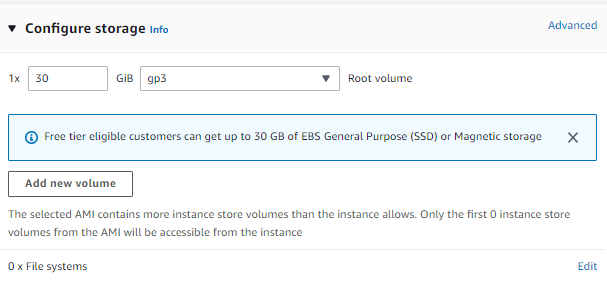 Configure storage Info
Advanced
1x 30 GiB gp3 Root volume
Free tier eligible customers can get up to 30 GB of EBS General Purpose (SSD) or Magnetic storage
Add new volume
The selected AMI contains more instance store volumes than the instance allows. Only the first 0 instance store
volumes from the AMI will be accessible from the instance
0 x File systems
Edit